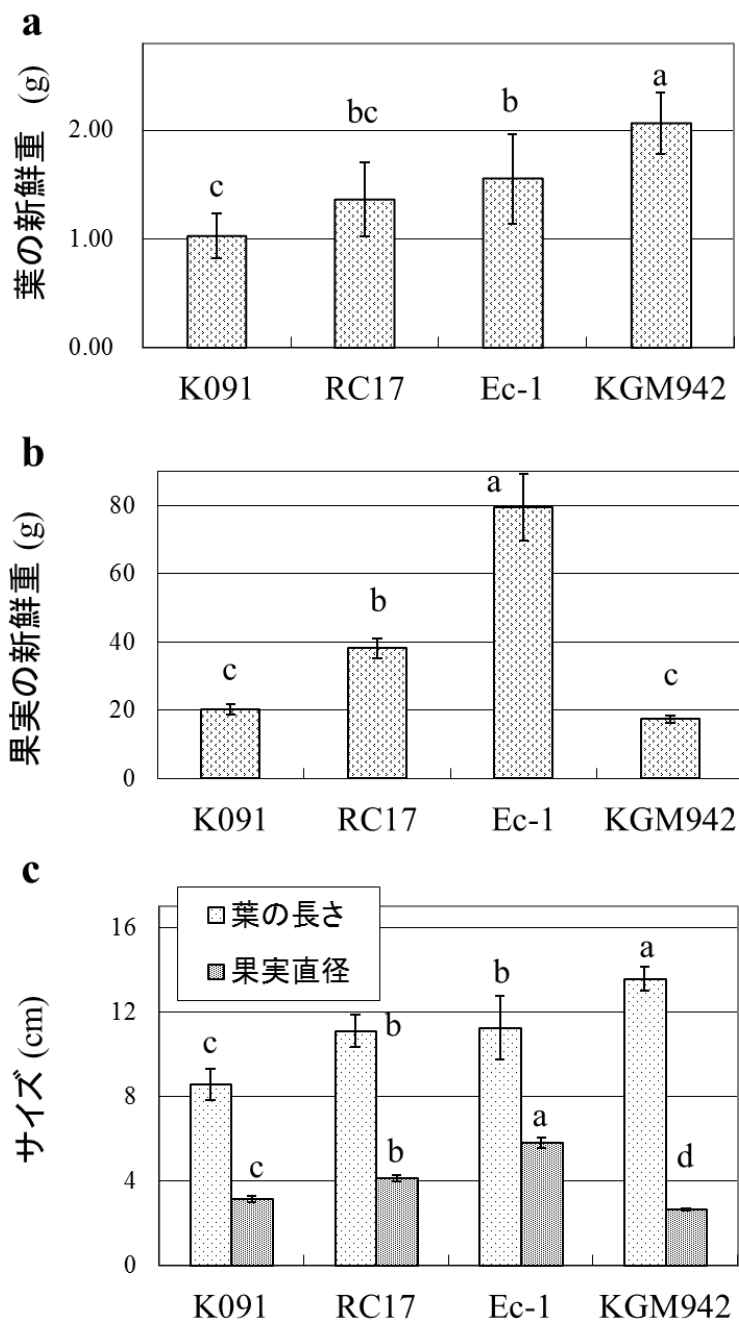 a
葉の新鮮重 (g)
2.00
1.00
0.00
c
bc
b
a
K091
RC17
Ec-1
KGM942
b
果実の新鮮重 (g)
80
60
40
20
0
c
b
a
c
K091
RC17
Ec-1
KGM942
c
サイズ (cm)
16
12
8
4
0
葉の長さ
果実直径
c
c
b
b
b
a
a
d
K091
RC17
Ec-1
KGM942